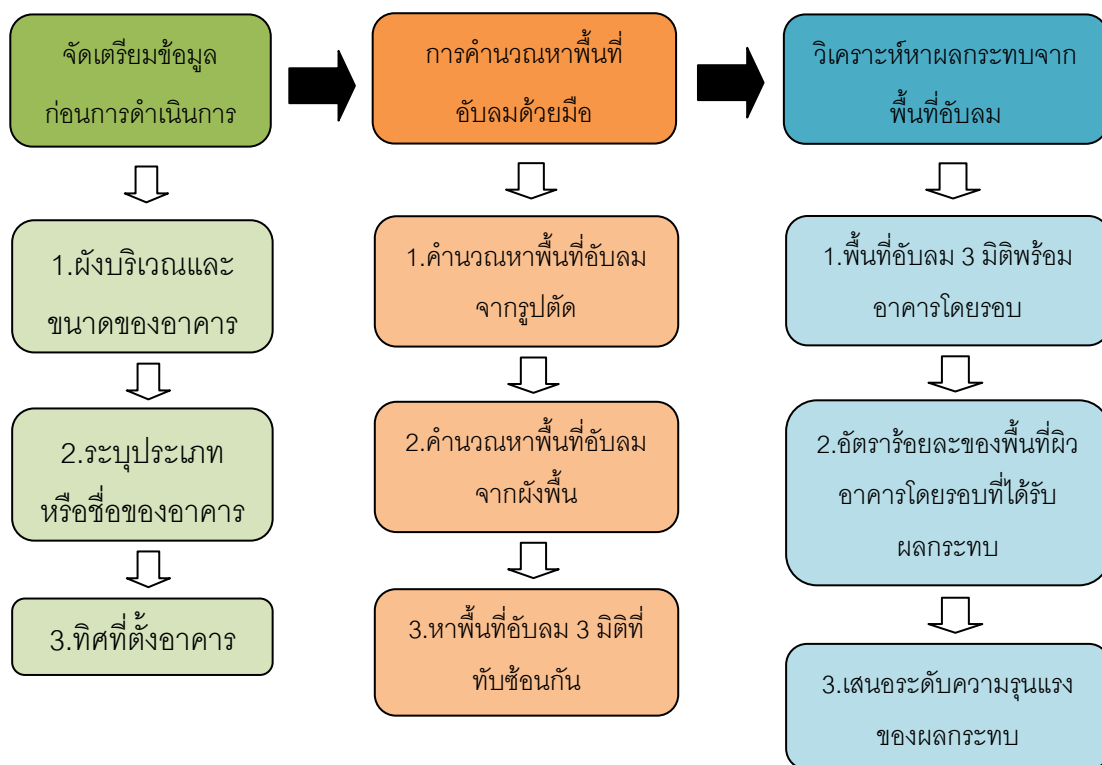 จัดเตรียมข้อมูล
ก่อนการดำเนินการ
1.ผังบริเวณและ
ขนาดของอาคาร
2.ระบุประเภท
หรือชื่อของอาคาร
3.ทิศที่ตั้งอาคาร
การคำนวณหาพื้นที่
อับลมด้วยมือ
1.คำนวณหาพื้นที่อับลม
จากรูปตัด
2.คำนวณหาพื้นที่อับลม
จากผังพื้น
3.หาพื้นที่อับลม 3 มิติที่
ทับซ้อนกัน
วิเคราะห์หาผลกระทบจาก
พื้นที่อับลม
1.พื้นที่อับลม 3 มิติพร้อม
อาคารโดยรอบ
2.อัตราร้อยละของพื้นที่ผิว
อาคารโดยรอบที่ได้รับ
ผลกระทบ
3.เสนอระดับความรุนแรง
ของผลกระทบ